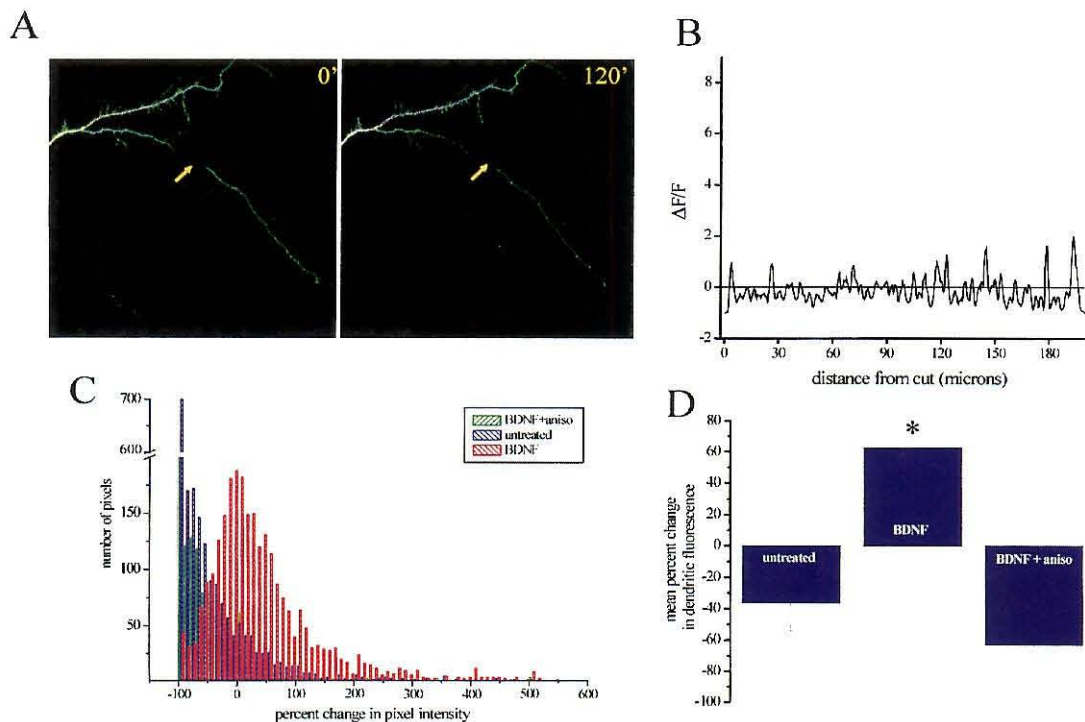 A
0'
120'
B
ΔF/F
8
6
4
2
0
-2
0 30 60 90 120 150 180
distance from cut (microns)
C
number of pixels
700
600
150
100
50
BDNF+aniso
untreated
BDNF
-100 0 100 200 300 400 500 600
percent change in pixel intensity
D
mean percent change
in dendritic fluorescence
80
60
40
20
0
-20
-40
-60
-80
-100
*
untreated
BDNF
BDNF + aniso